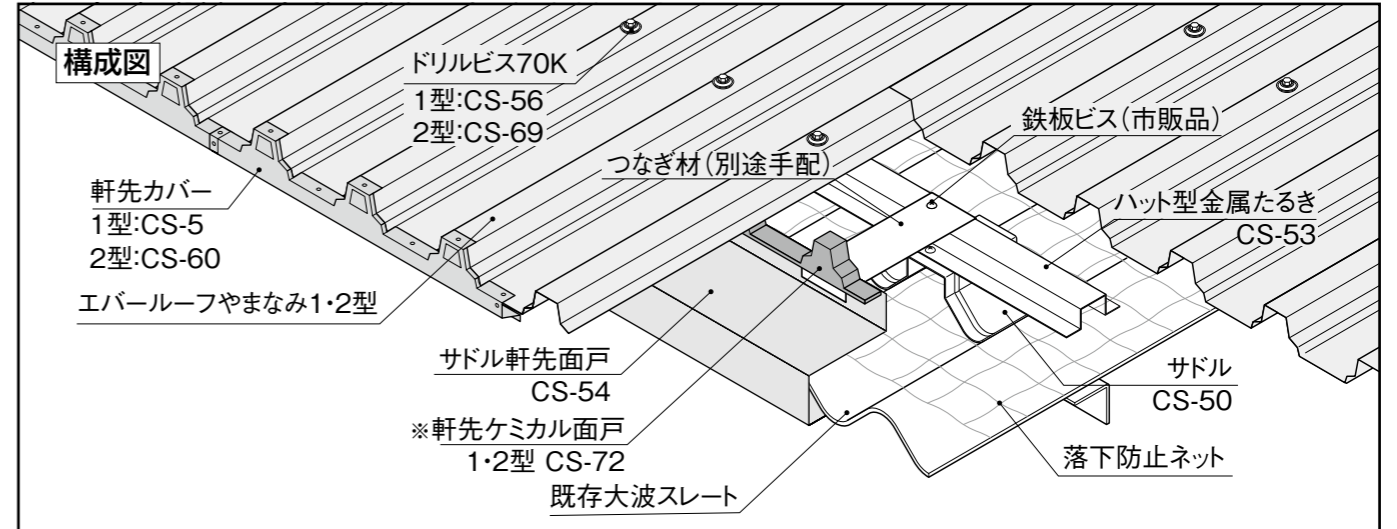 構成図
ドリルビス70K
1型:CS-56
2型:CS-69
鉄板ビス(市販品)
つなぎ材(別途手配)
軒先カバー
1型:CS-5
2型:CS-60
ハット型金属たるき
CS-53
エバールーフやまなみ1・2型
サドル軒先面戸
CS-54
サドル
CS-50
※軒先ケミカル面戸
1・2型 CS-72
落下防止ネット
既存大波スレート